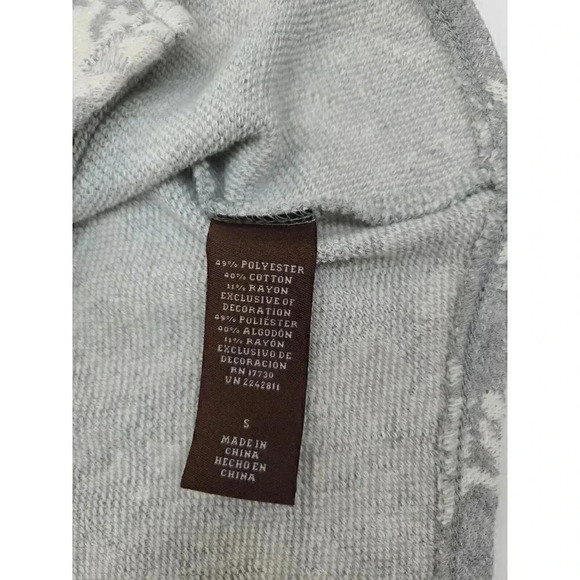 49% POLYESTER
40% COTTON
11% RAYON
EXCLUSIVE OF
DECORATION
49% POLIÉSTER
40% ALGODÓN
11% RAYÓN
EXCLUSIVO DE
DECORACIÓN
RN 17730
VN 2242811
S
MADE IN
CHINA
HECHO EN
CHINA